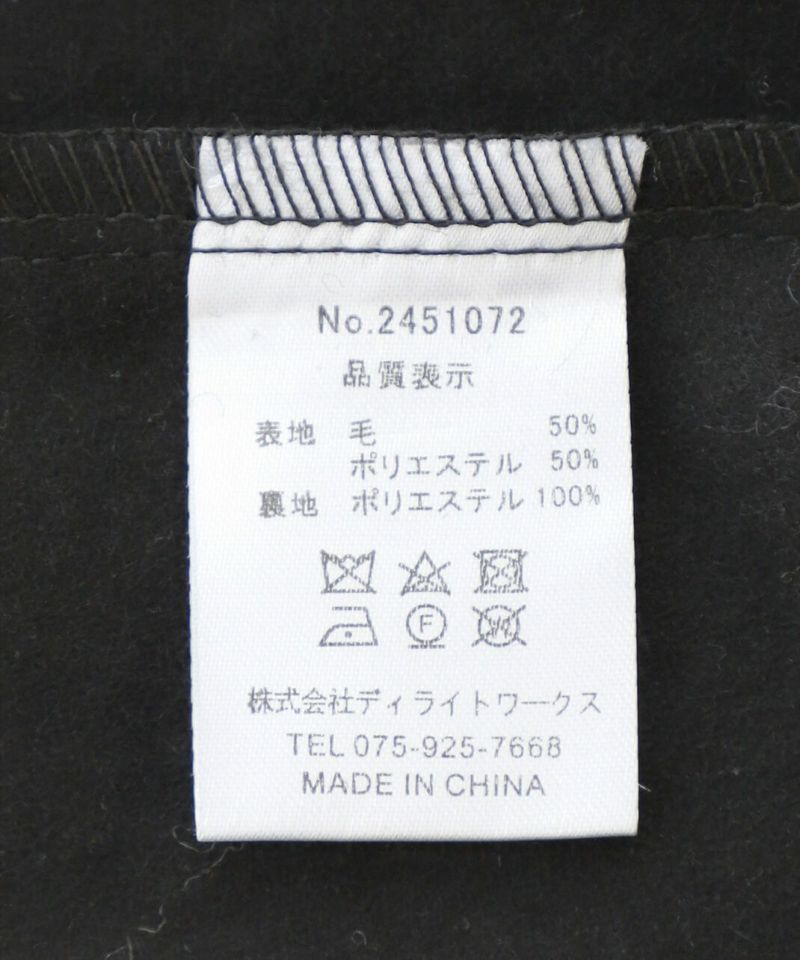 No.2451072
品質表示
表地 毛 50%
ポリエステル 50%
裏地 ポリエステル 100%
F W
株式会社ディライトワークス
TEL 075-925-7668
MADE IN CHINA